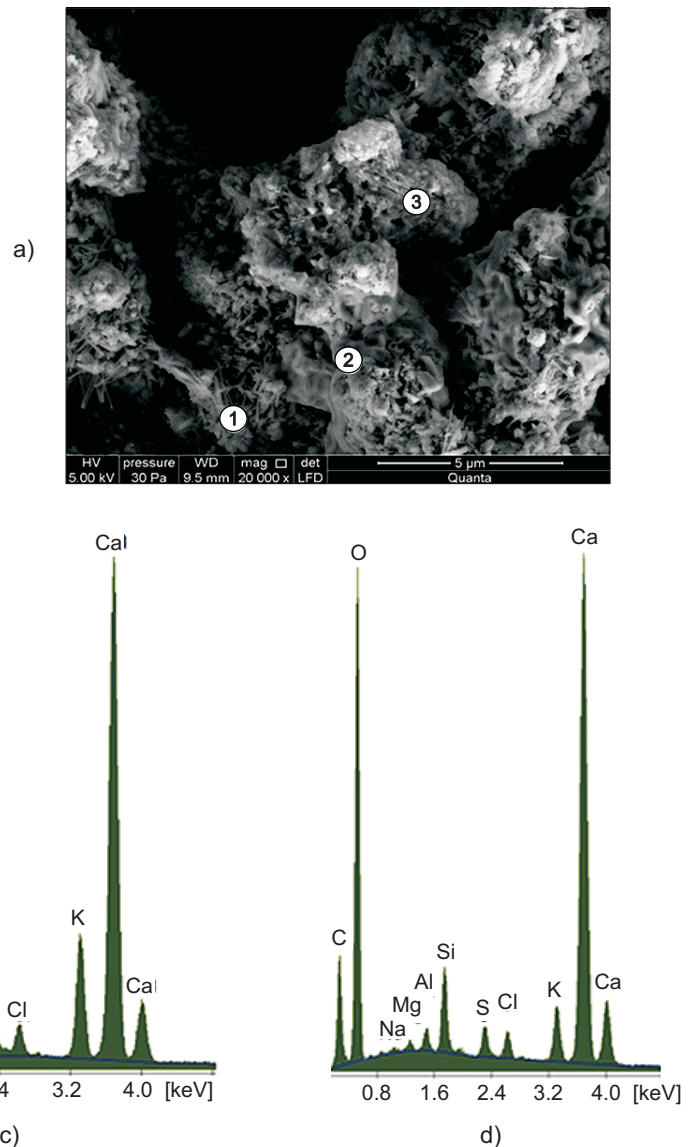 a)
3
2
1
HV pressure WD mag det
5.00 kV 30 Pa 9.5 mm 20 000 x LFD
5 µm
Quanta
Ca
K
Cl
Ca
4 3.2 4.0 [keV]
c)
O
Ca
C
Na
Mg
Al
Si
S
Cl
K
Ca
0.8 1.6 2.4 3.2 4.0 [keV]
d)